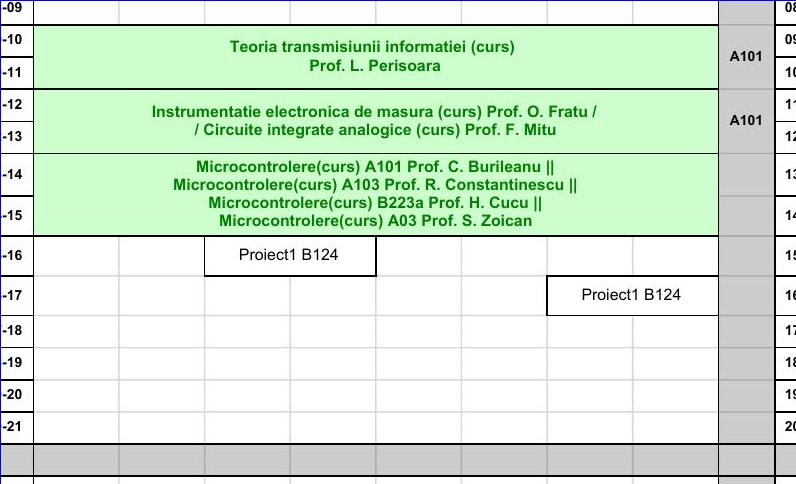 -09
08
-10
09
Teoria transmisiunii informatiei (curs)
Prof. L. Perisoara
A101
-11
10
-12
11
Instrumentatie electronica de masura (curs) Prof. O. Fratu /
/ Circuite integrate analogice (curs) Prof. F. Mitu
A101
-13
12
Microcontrolere(curs) A101 Prof. C. Burileanu ||
-14
13
Microcontrolere(curs) A103 Prof. R. Constantinescu ||
Microcontrolere(curs) B223a Prof. H. Cucu ||
-15
14
Microcontrolere(curs) A03 Prof. S. Zoican
-16
Proiect1 B124
15
-17
Proiect1 B124
16
-18
17
-19
18
-20
19
-21
20